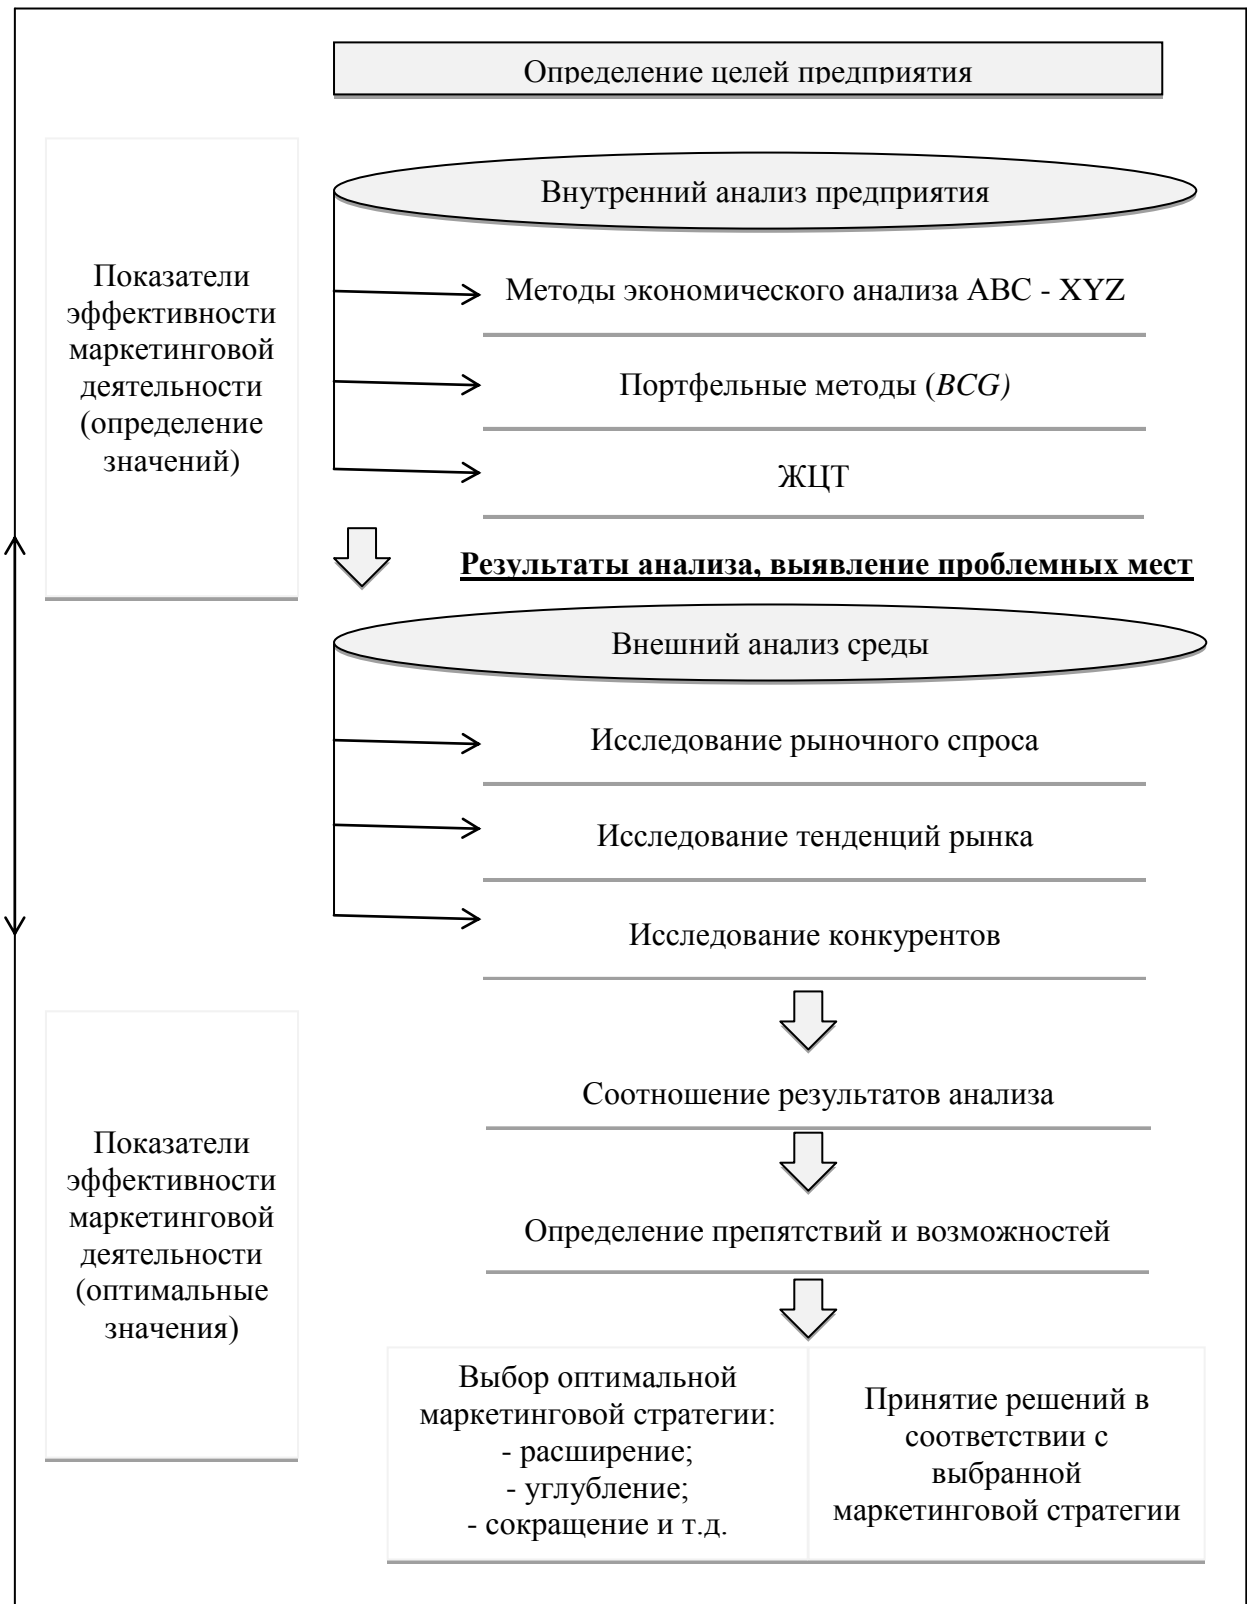 Определение целей предприятия
Внутренний анализ предприятия
Показатели
эффективности
маркетинговой
деятельности
(определение
значений)
Методы экономического анализа ABC - XYZ
Портфельные методы (BCG)
ЖЦТ
Результаты анализа, выявление проблемных мест
Внешний анализ среды
Исследование рыночного спроса
Исследование тенденций рынка
Исследование конкурентов
Соотношение результатов анализа
Показатели
эффективности
маркетинговой
деятельности
(оптимальные
значения)
Определение препятствий и возможностей
Выбор оптимальной
маркетинговой стратегии:
- расширение;
- углубление;
- сокращение и т.д.
Принятие решений в
соответствии с
выбранной
маркетинговой стратегии